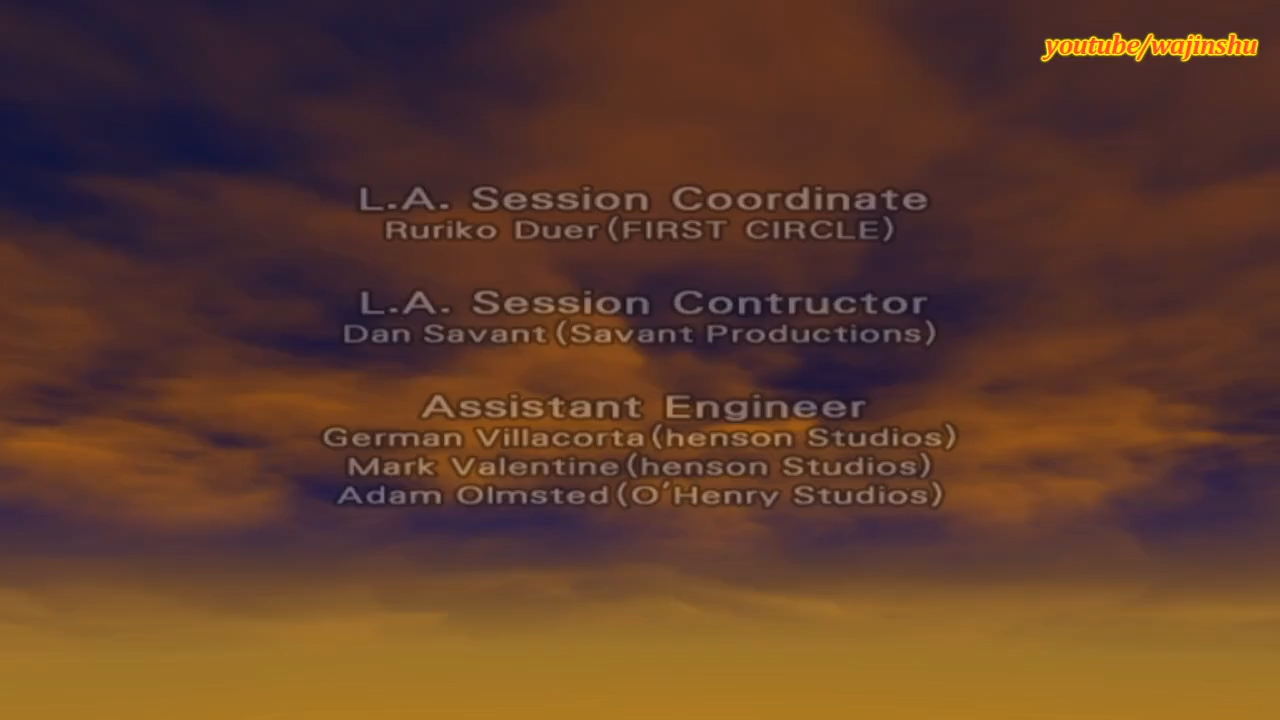 youtube/wajinshu
L.A. Session Coordinate
Ruriko Duer(FIRST CIRCLE)
L.A. Session Contructor
Dan Savant(Savant Productions)
Assistant Engineer
German Villacorta(henson Studios)
Mark Valentine(henson Studios)
Adam Olmsted(O'Henry Studios)